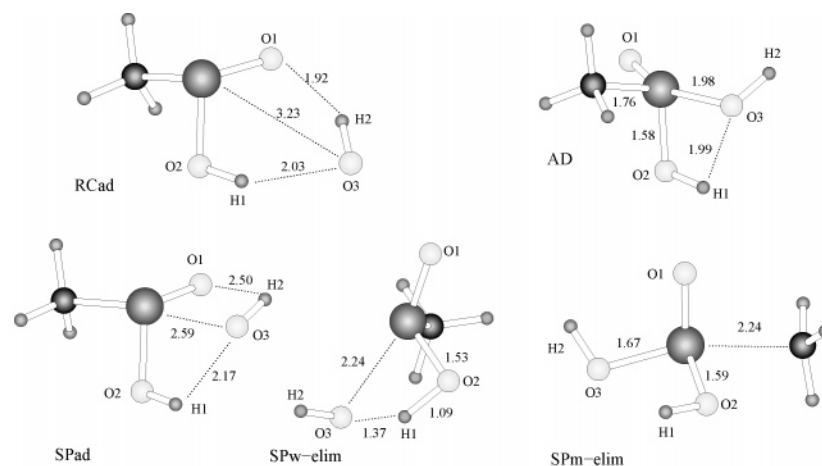 O1
1.92
H2
3.23
O2
2.03
O3
H1
RCad
O1
H2
1.98
1.76
O3
1.58
1.99
O2
H1
AD
O1
2.50
H2
2.59
O3
2.17
O2
H1
SPad
O1
2.24
1.53
O2
H2
1.09
O3
H1
1.37
SPw−elim
O1
2.24
H2
1.67
1.59
O3
O2
H1
SPm−elim